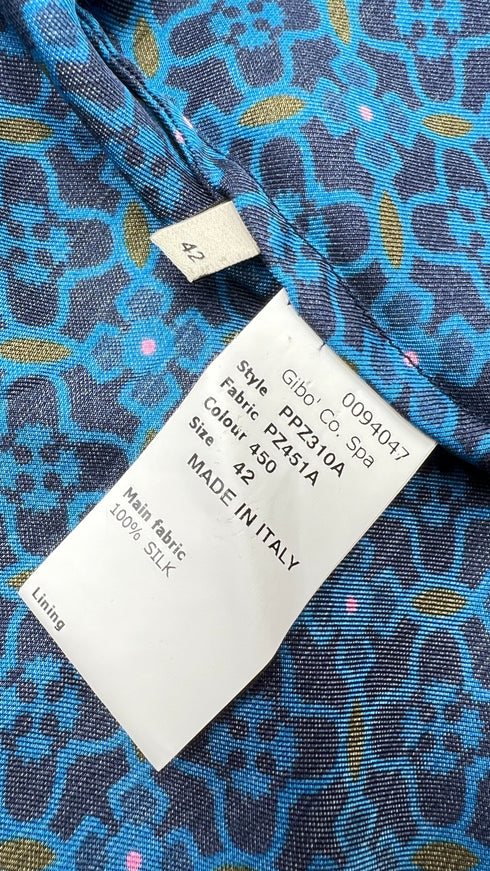 42
0094047
Gibo' Co. Spa
Style PPZ310A
Fabric PZ451A
Colour 450
Size 42
MADE IN ITALY
Main fabric
100% SILK
Lining